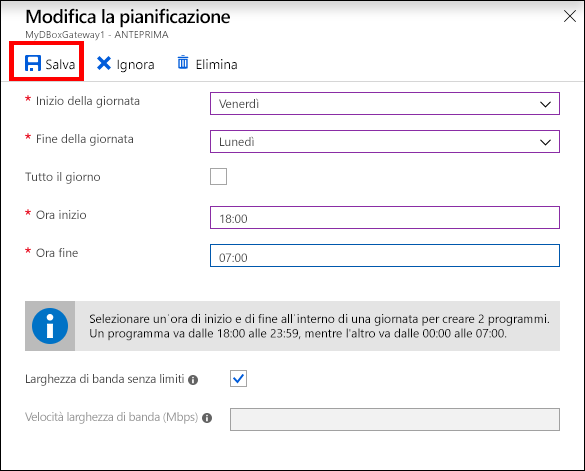 Modifica la pianificazione
MyDBoxGateway1 - ANTEPRIMA
Salva Ignora Elimina
* Inizio della giornata Venerdì
* Fine della giornata Lunedì
Tutto il giorno
* Ora inizio 18:00
* Ora fine 07:00
Selezionare un´ora di inizio e di fine all´interno di una giornata per creare 2 programmi.
Un programma va dalle 18:00 alle 23:59, mentre l'altro va dalle 00:00 alle 07:00.
Larghezza di banda senza limiti
Velocità larghezza di banda (Mbps)